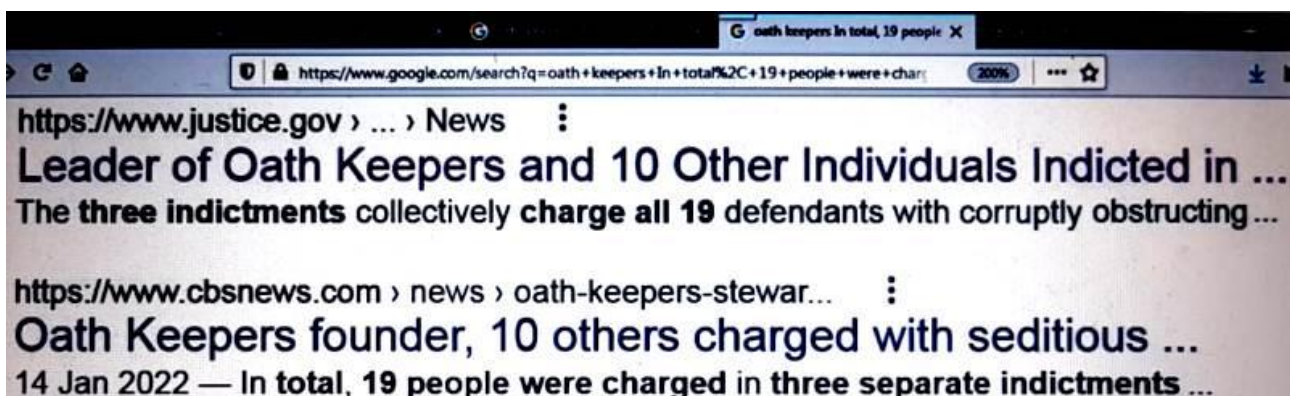 G oath keepers In total, 19 people X
https://www.google.com/search?q=oath+keepers+In+total%2C+19+people+were+char 200%
https://www.justice.gov › ... › News
Leader of Oath Keepers and 10 Other Individuals Indicted in ...
The three indictments collectively charge all 19 defendants with corruptly obstructing ...
https://www.cbsnews.com › news › oath-keepers-stewar...
Oath Keepers founder, 10 others charged with seditious ...
14 Jan 2022 — In total, 19 people were charged in three separate indictments ...